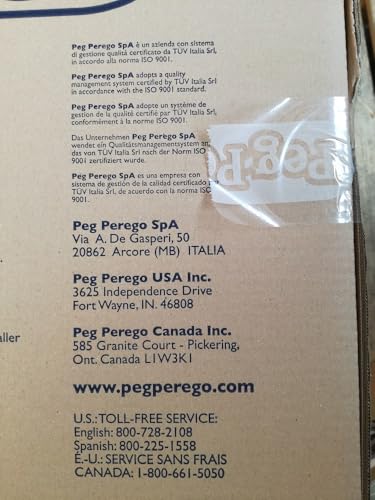 Peg Perego SpA è un azienda con sistema
di gestione qualità certificato da TÜV Italia Srl,
in accordo alla norma ISO 9001.
Peg Perego SpA adopts a quality
management system certified by TÜV Italia Srl
in accordance with the ISO 9001 standard.
Peg Perego SpA adopte un système de
gestion de la qualité certifié par TÜV Italia Srl,
conformément à la norme ISO 9001.
Das Unternehmen Peg Perego SpA
wendet ein Qualitätsmanagementsystem an,
das von TÜV Italia Srl nach der Norm ISO
9001 zertifiziert wurde.
Peg Perego SpA es una empresa con
sistema de gestión de la calidad certificado por
TÜV Italia Srl, de acuerdo con la norma
ISO 9001.
Peg-Pe
Peg Perego SpA
Via A. De Gasperi, 50
20862 Arcore (MB) ITALIA
Peg Perego USA Inc.
3625 Independence Drive
Fort Wayne, IN. 46808
Peg Perego Canada Inc.
585 Granite Court - Pickering,
Ont. Canada L1W3K1
aller
www.pegperego.com
U.S.: TOLL-FREE SERVICE:
English: 800-728-2108
Spanish: 800-225-1558
É.-U.: SERVICE SANS FRAIS
CANADA: 1-800-661-5050